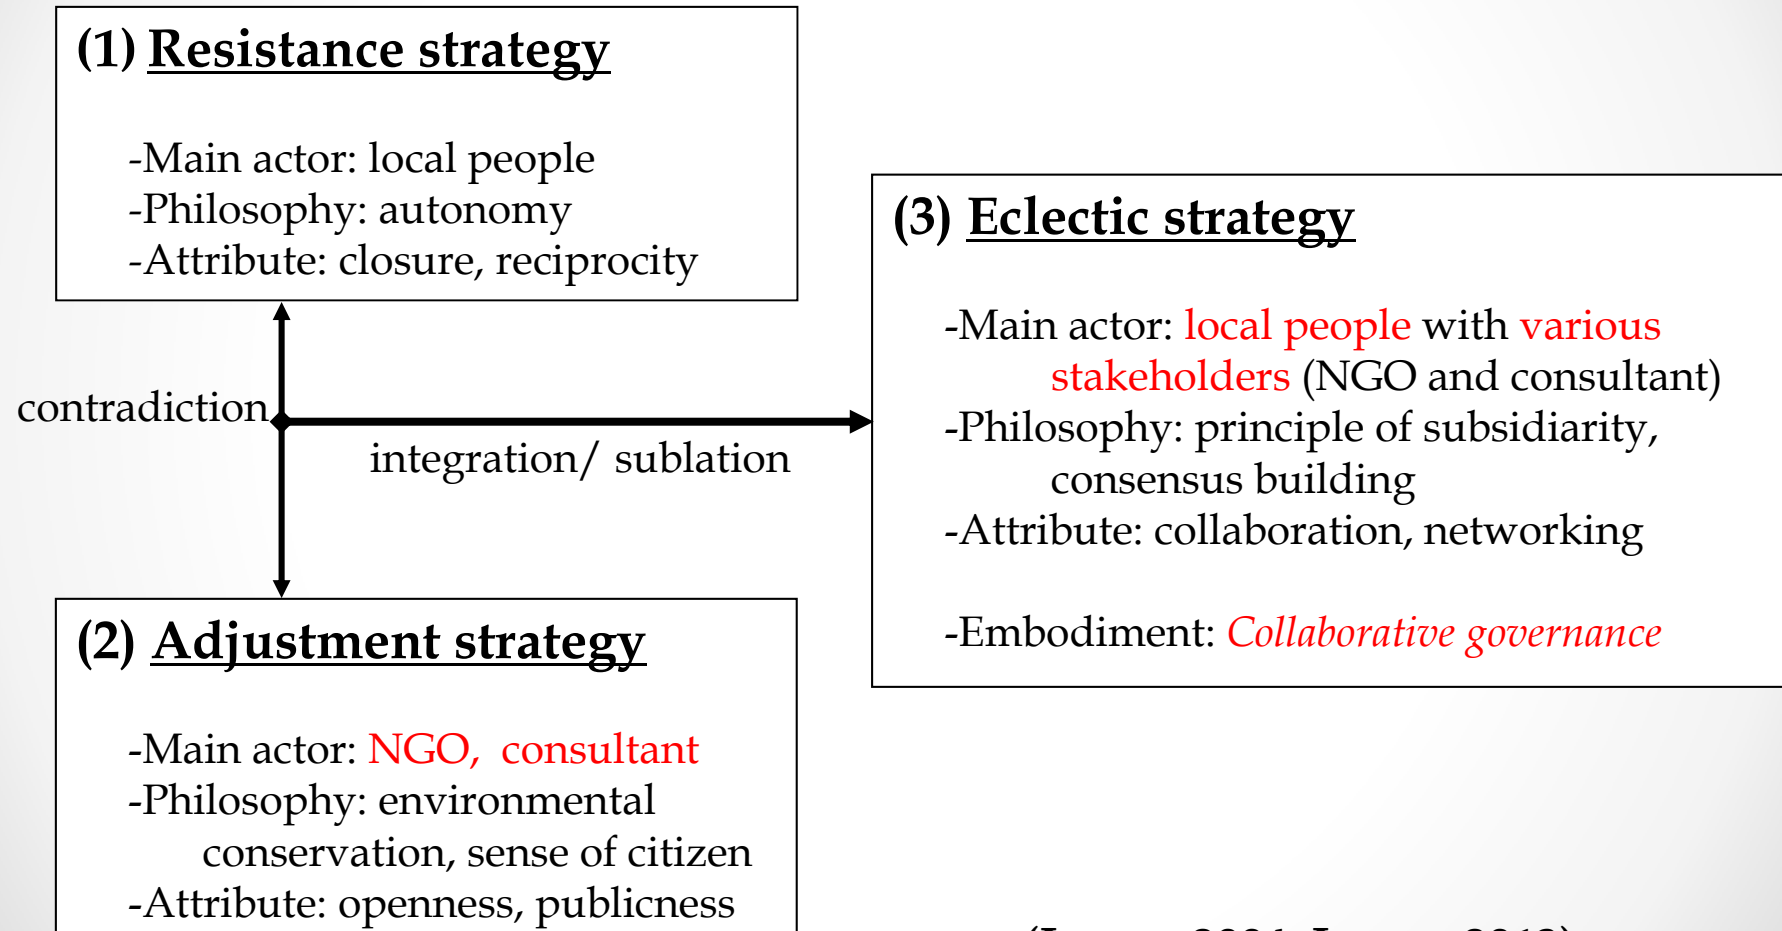 (1) Resistance strategy
-Main actor: local people
-Philosophy: autonomy
-Attribute: closure, reciprocity
contradiction
integration/ sublation
(2) Adjustment strategy
-Main actor: NGO, consultant
-Philosophy: environmental
conservation, sense of citizen
-Attribute: openness, publicness
(3) Eclectic strategy
-Main actor: local people with various
stakeholders (NGO and consultant)
-Philosophy: principle of subsidiarity,
consensus building
-Attribute: collaboration, networking
-Embodiment: Collaborative governance